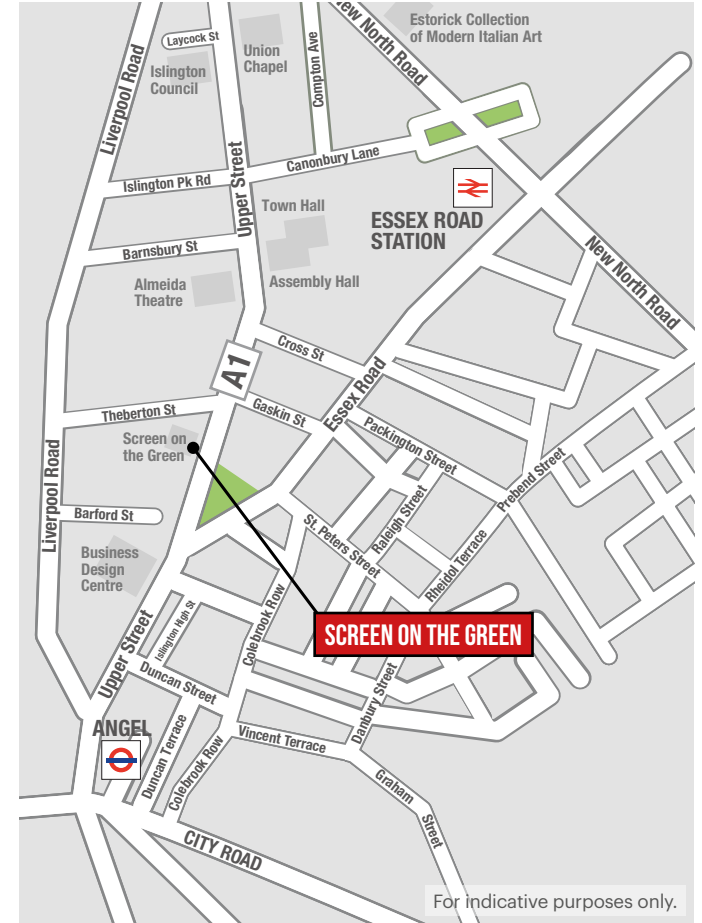 Estorick Collection
of Modern Italian Art
New North Road
Laycock St
Union
Chapel
Compton Ave
Islington
Council
Liverpool Road
Upper Street
Canonbury Lane
Islington Pk Rd
Town Hall
ESSEX ROAD
STATION
Barnsbury St
New North Road
Assembly Hall
Almeida
Theatre
Cross St
A1
Essex Road
Theberton St
Gaskin St
Packington Street
Screen on
the Green
Liverpool Road
Prebend Street
Barford St
St. Peters Street
Raleigh Street
Rheidol Terrace
Business
Design
Centre
Colebrook Row
Islington High St
SCREEN ON THE GREEN
Upper Street
Duncan Street
Danbury Street
ANGEL
Duncan Terrace
Colebrook Row
Vincent Terrace
Graham
Street
CITY ROAD
For indicative purposes only.